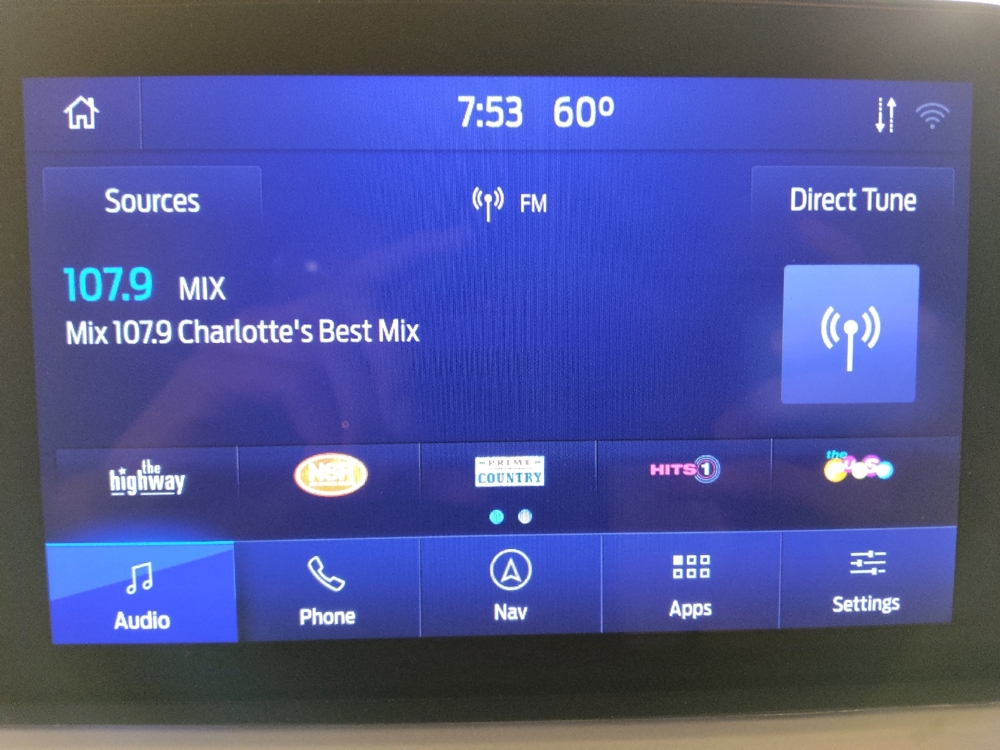 7:53 60°
Sources FM Direct Tune
107.9 MIX
Mix 107.9 Charlotte's Best Mix
the highway
PRIME COUNTRY
HITS 1
the
Audio Phone Nav Apps Settings